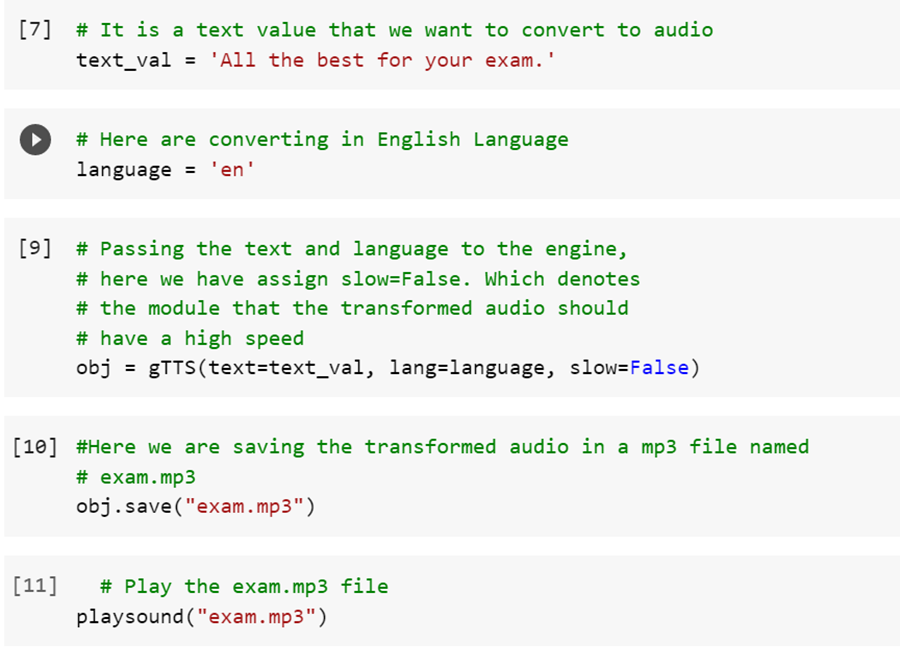 [7] # It is a text value that we want to convert to audio
text_val = 'All the best for your exam.'
# Here are converting in English Language
language = 'en'
[9] # Passing the text and language to the engine,
# here we have assign slow=False. Which denotes
# the module that the transformed audio should
# have a high speed
obj = gTTS(text=text_val, lang=language, slow=False)
[10] #Here we are saving the transformed audio in a mp3 file named
# exam.mp3
obj.save("exam.mp3")
[11] # Play the exam.mp3 file
playsound("exam.mp3")